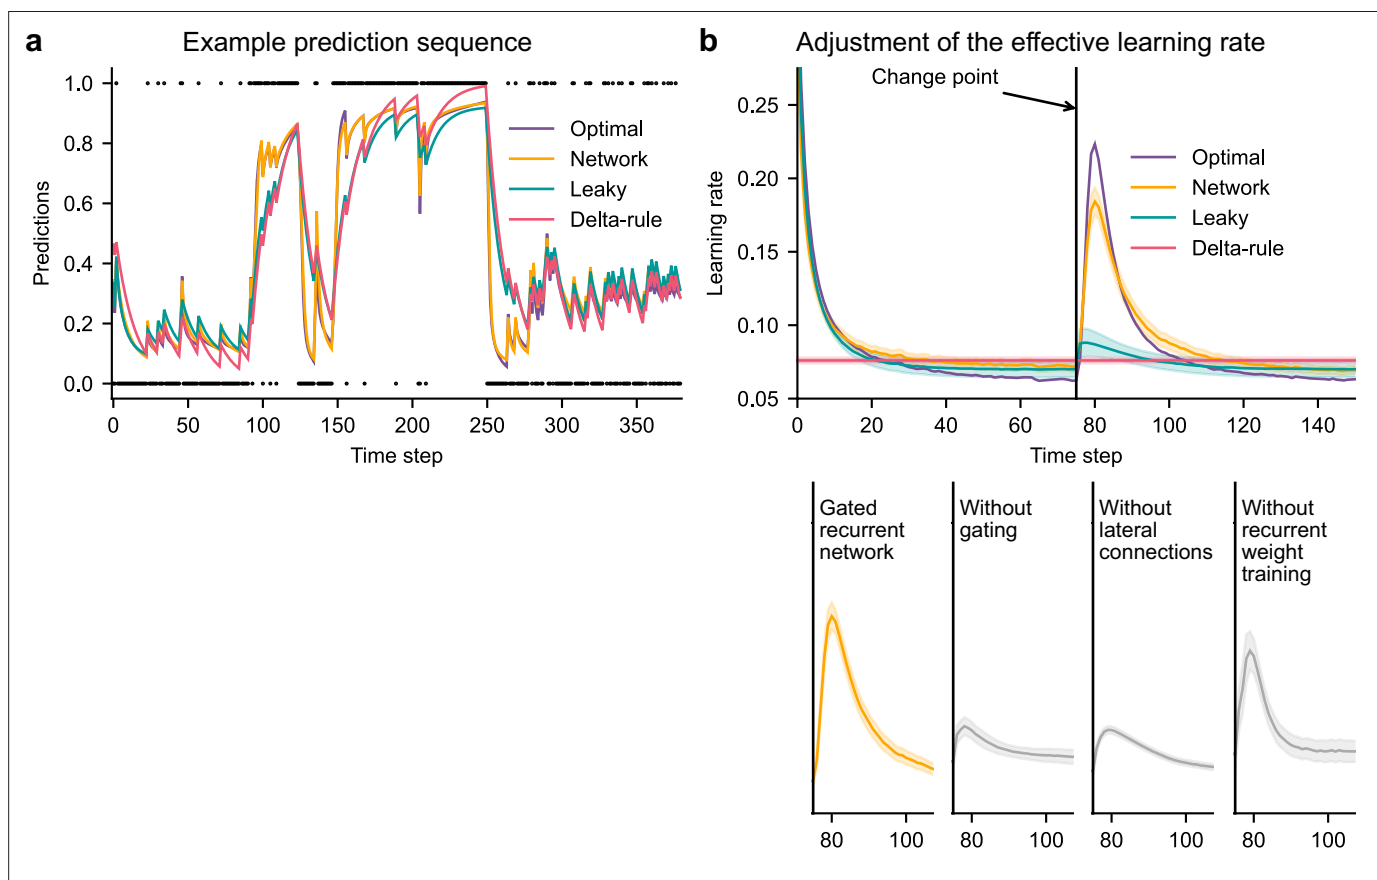 a
Example prediction sequence
1.0
0.8
0.6
0.4
0.2
0.0
Predictions
Optimal
Network
Leaky
Delta-rule
0
50
100
150
200
250
300
350
Time step
b
Adjustment of the effective learning rate
Change point
0.25
0.20
0.15
0.10
0.05
Learning rate
Optimal
Network
Leaky
Delta-rule
0
20
40
60
80
100
120
140
Time step
Gated
recurrent
network
80
100
Without
gating
80
100
Without
lateral
connections
80
100
Without
recurrent
weight
training
80
100